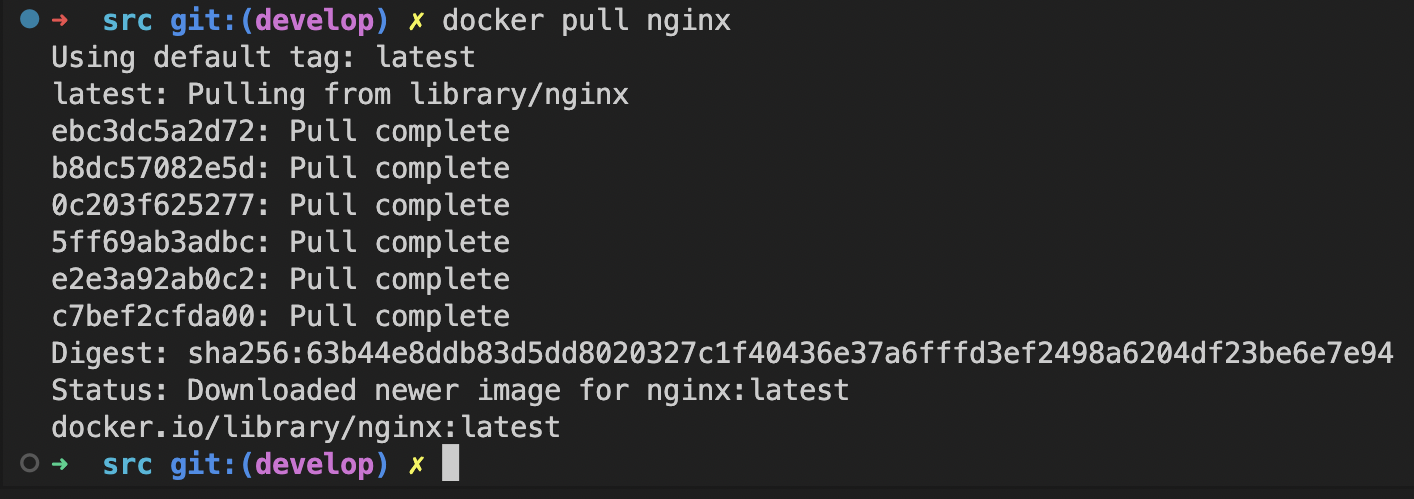 ➜ src git:(develop) ✗ docker pull nginx
Using default tag: latest
latest: Pulling from library/nginx
ebc3dc5a2d72: Pull complete
b8dc57082e5d: Pull complete
0c203f625277: Pull complete
5ff69ab3adbc: Pull complete
e2e3a92ab0c2: Pull complete
c7bef2cfda00: Pull complete
Digest: sha256:63b44e8ddb83d5dd8020327c1f40436e37a6fffd3ef2498a6204df23be6e7e94
Status: Downloaded newer image for nginx:latest
docker.io/library/nginx:latest
➜ src git:(develop) ✗